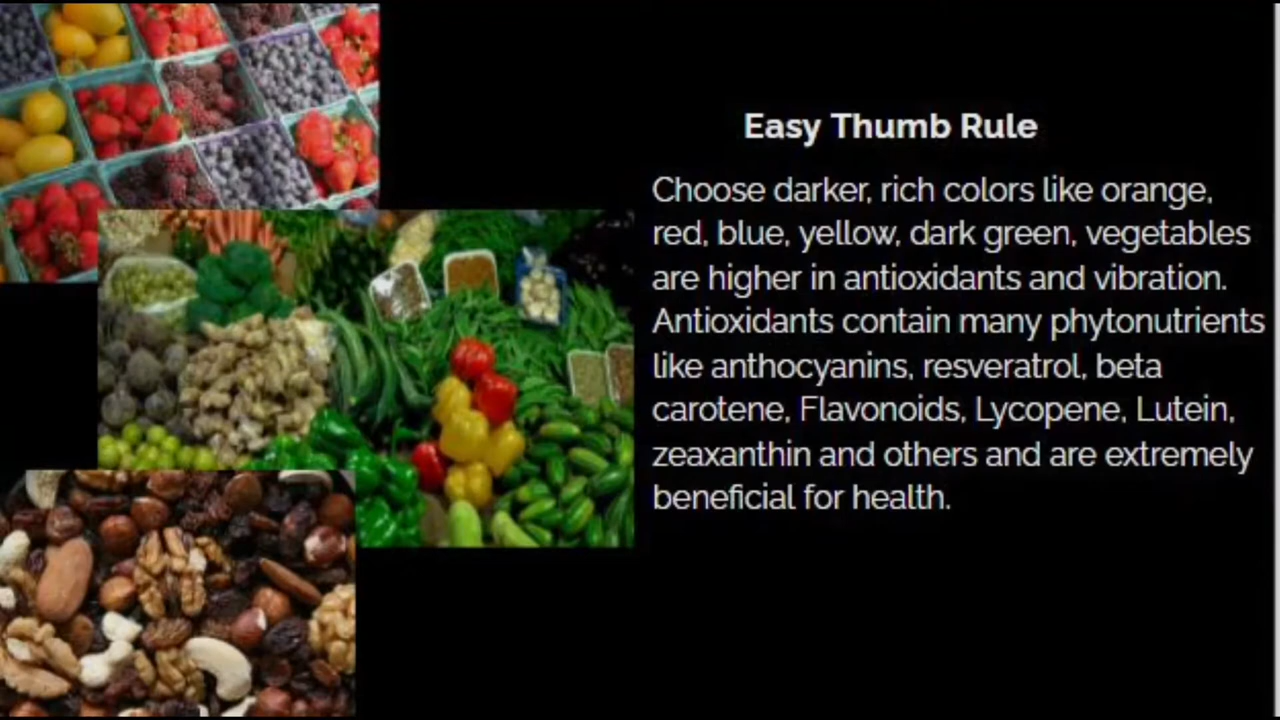 Easy Thumb Rule
Choose darker, rich colors like orange,
red, blue, yellow, dark green, vegetables
are higher in antioxidants and vibration.
Antioxidants contain many phytonutrients
like anthocyanins, resveratrol, beta
carotene, Flavonoids, Lycopene, Lutein,
zeaxanthin and others and are extremely
beneficial for health.